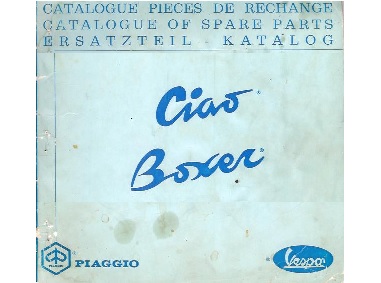 CATALOGUE PIECES DE RECHANGE
CATALOGUE OF SPARE PARTS
ERSATZTEIL - KATALOG
Ciao®
Boxer®
PIAGGIO
® Vespa